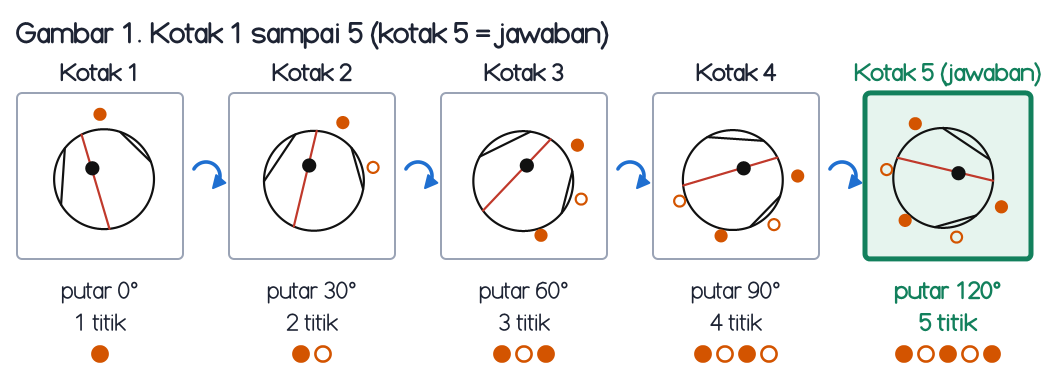 Gambar 1. Kotak 1 sampai 5 (kotak 5 = jawaban)
Kotak 1
Kotak 2
Kotak 3
Kotak 4
Kotak 5 (jawaban)
putar 0°
putar 30°
putar 60°
putar 90°
putar 120°
1 titik
2 titik
3 titik
4 titik
5 titik